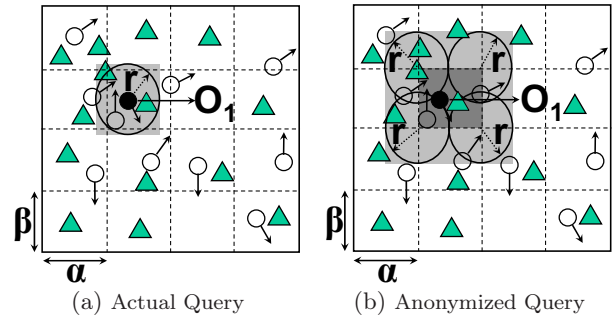 r
O1
β
α
(a) Actual Query
r r
O1
r r
β
α
(b) Anonymized Query